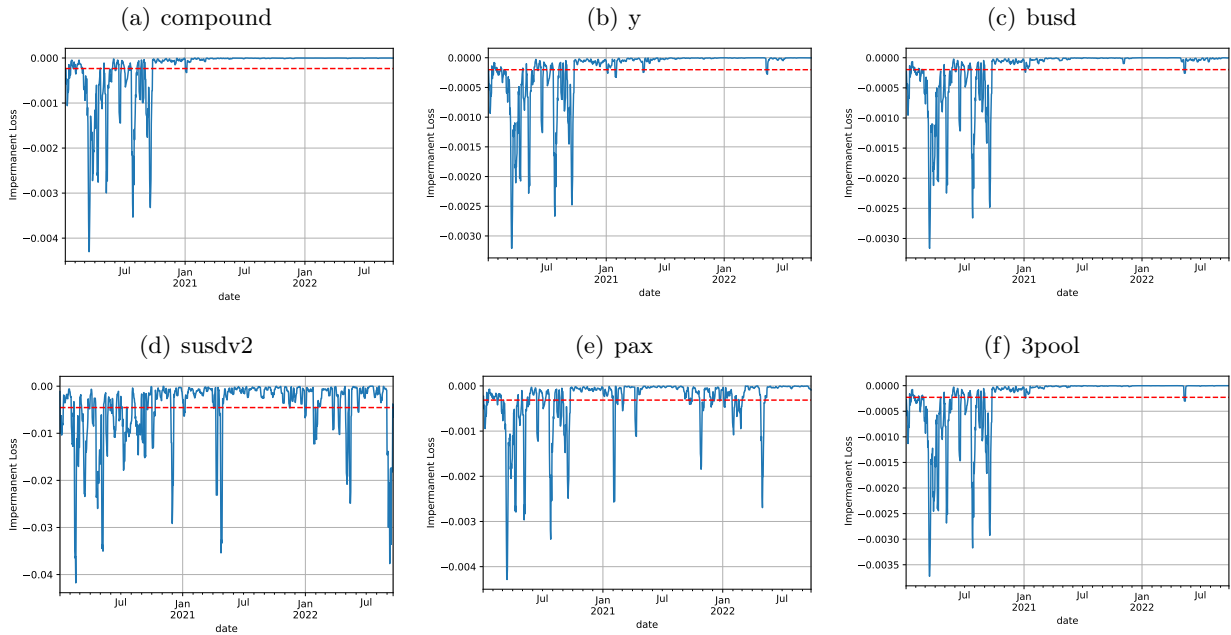 (a) compound
0.000
−0.001
−0.002
−0.003
−0.004
Impermanent Loss
Jul
Jan
2021
Jan
2022
Jul
date
(b) y
0.0000
−0.0005
−0.0010
−0.0015
−0.0020
−0.0025
−0.0030
Impermanent Loss
Jul
Jan
2021
Jan
2022
Jul
date
(c) busd
0.0000
−0.0005
−0.0010
−0.0015
−0.0020
−0.0025
−0.0030
Impermanent Loss
Jul
Jan
2021
Jan
2022
Jul
date
(d) susdv2
0.00
−0.01
−0.02
−0.03
−0.04
Impermanent Loss
Jul
Jan
2021
Jan
2022
Jul
date
(e) pax
0.000
−0.001
−0.002
−0.003
−0.004
Impermanent Loss
Jul
Jan
2021
Jan
2022
Jul
date
(f) 3pool
0.0000
−0.0005
−0.0010
−0.0015
−0.0020
−0.0025
−0.0030
−0.0035
Impermanent Loss
Jul
Jan
2021
Jan
2022
Jul
date